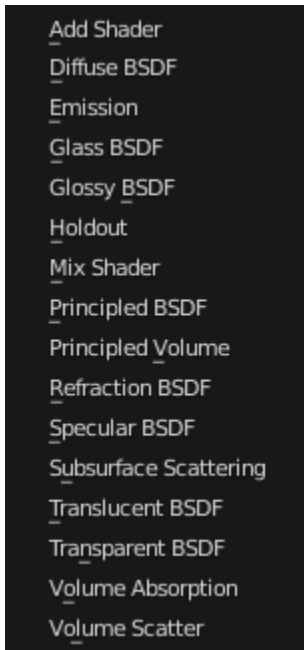 Add Shader
Diffuse BSDF
Emission
Glass BSDF
Glossy BSDF
Holdout
Mix Shader
Principled BSDF
Principled Volume
Refraction BSDF
Specular BSDF
Subsurface Scattering
Translucent BSDF
Transparent BSDF
Volume Absorption
Volume Scatter